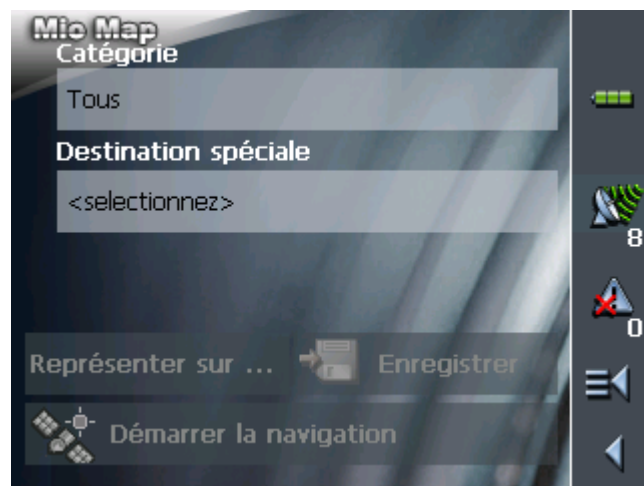 Mio Map
Catégorie
Tous
Destination spéciale
<selectionnez>
8
0
Représenter sur ... Enregistrer
Démarrer la navigation